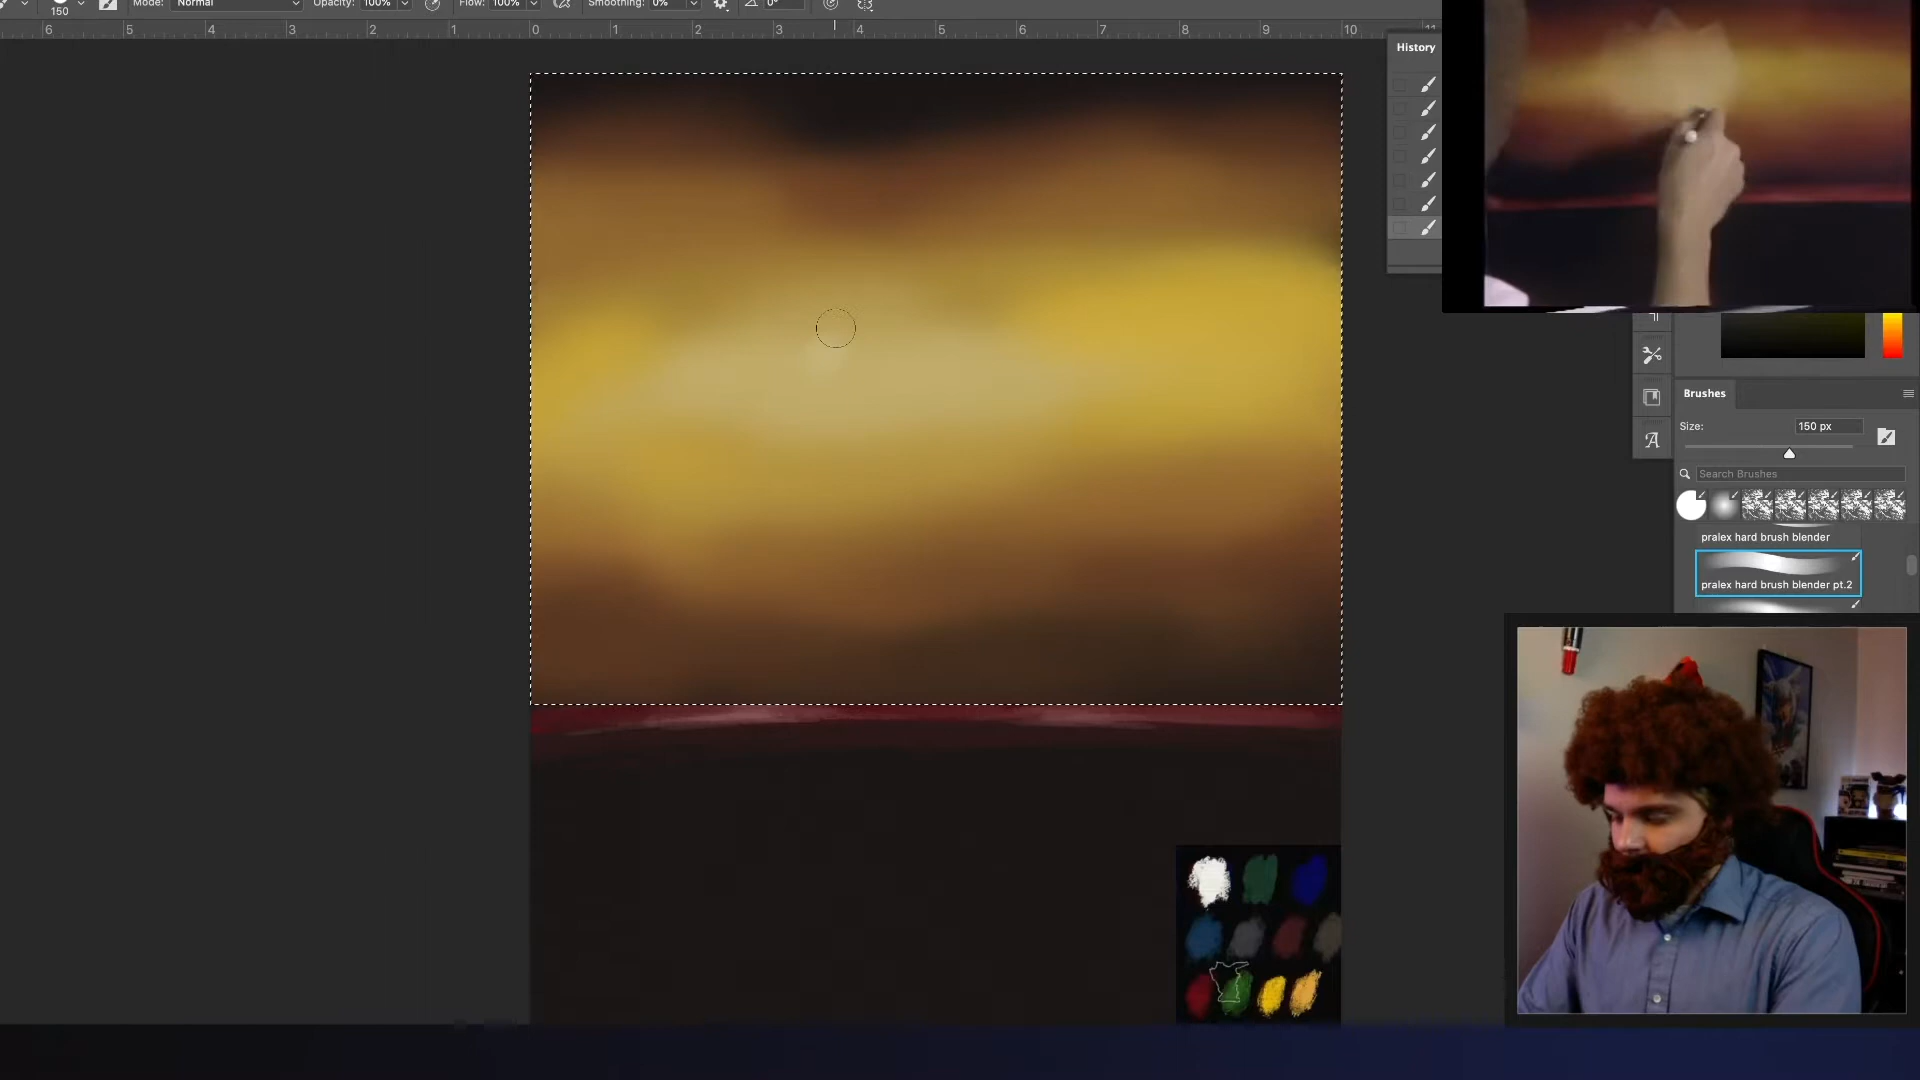 150 Mode: Normal Opacity: 100% Flow: 100% Smoothing: 0% 0°
6 5 4 3 2 1 0 1 2 3 4 5 6 7 8 9 10 11
History
Brushes
Size: 150 px
Search Brushes
pralex hard brush blender
pralex hard brush blender pt.2